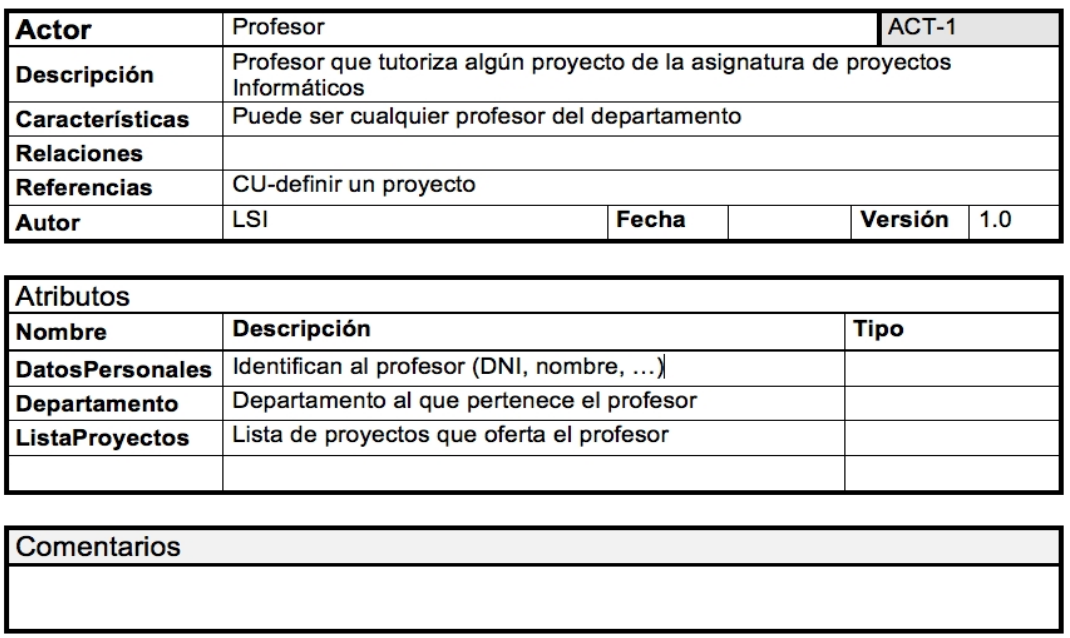 Actor Profesor ACT-1
Descripción Profesor que tutoriza algún proyecto de la asignatura de proyectos
Informáticos
Características Puede ser cualquier profesor del departamento
Relaciones
Referencias CU-definir un proyecto
Autor LSI Fecha Versión 1.0
Atributos
Nombre Descripción Tipo
DatosPersonales Identifican al profesor (DNI, nombre, …)
Departamento Departamento al que pertenece el profesor
ListaProyectos Lista de proyectos que oferta el profesor
Comentarios